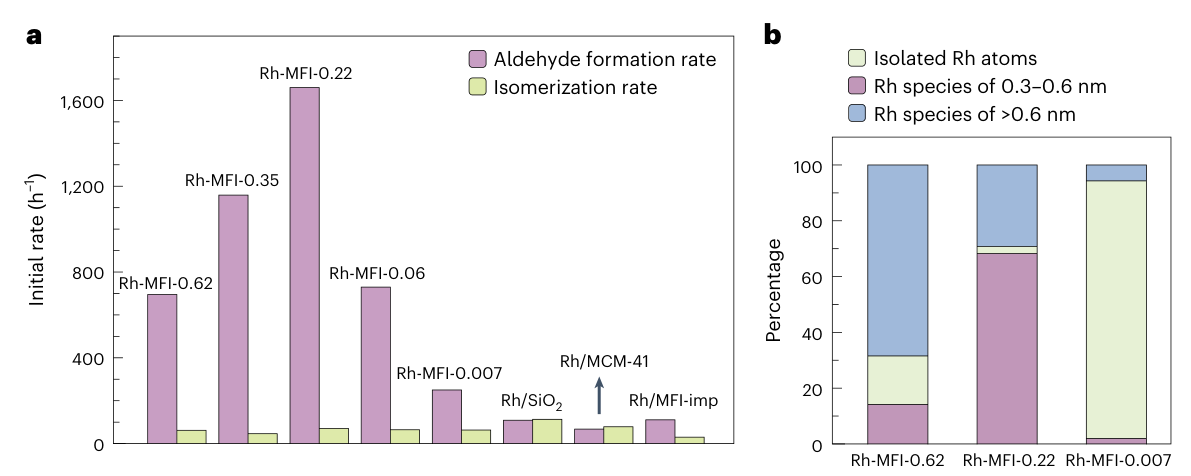 a
Aldehyde formation rate
Isomerization rate
Initial rate (h⁻¹)
1,600
1,200
800
400
0
Rh-MFI-0.62
Rh-MFI-0.35
Rh-MFI-0.22
Rh-MFI-0.06
Rh-MFI-0.007
Rh/SiO₂
Rh/MCM-41
Rh/MFI-imp
b
Isolated Rh atoms
Rh species of 0.3–0.6 nm
Rh species of >0.6 nm
Percentage
100
80
60
40
20
0
Rh-MFI-0.62
Rh-MFI-0.22
Rh-MFI-0.007